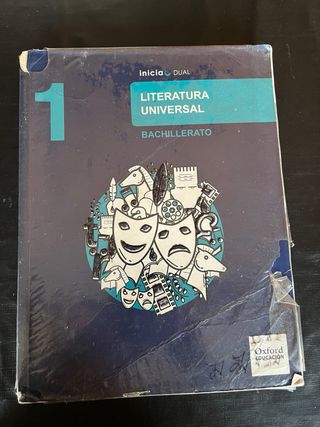 inicia DUAL
1
LITERATURA
UNIVERSAL
BACHILLERATO
Oxford
EDUCACIÓN